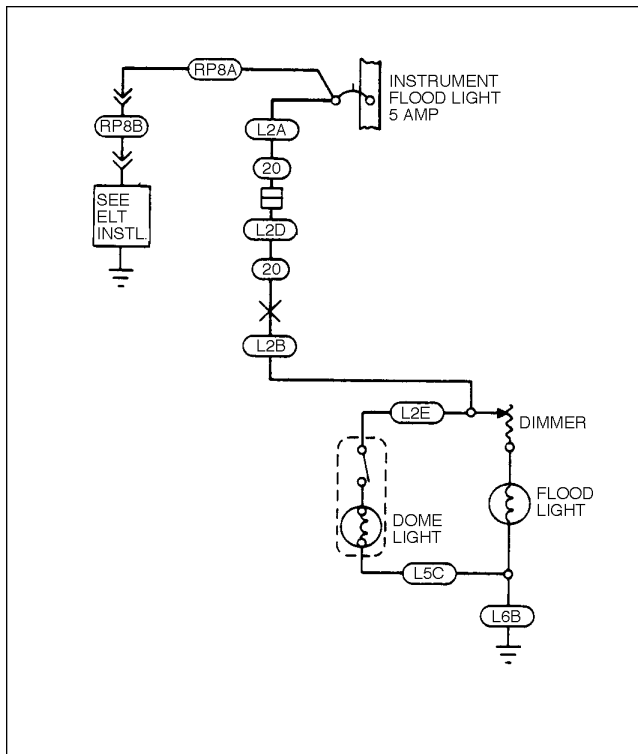 RP8A
INSTRUMENT
FLOOD LIGHT
5 AMP
RP8B
L2A
20
SEE
ELT
INSTL.
L2D
20
L2B
L2E
DIMMER
FLOOD
LIGHT
DOME
LIGHT
L5C
L6B